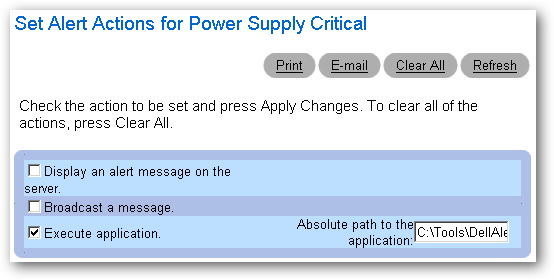 Set Alert Actions for Power Supply Critical
Print E-mail Clear All Refresh
Check the action to be set and press Apply Changes. To clear all of the
actions, press Clear All.
Display an alert message on the
server.
Broadcast a message.
Execute application.
Absolute path to the
application: C:\Tools\DellAle